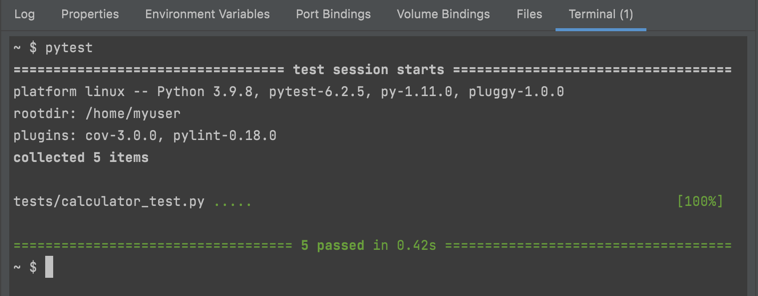 Log Properties Environment Variables Port Bindings Volume Bindings Files Terminal (1)
~ $ pytest
================================== test session starts ===================================
platform linux -- Python 3.9.8, pytest-6.2.5, py-1.11.0, pluggy-1.0.0
rootdir: /home/myuser
plugins: cov-3.0.0, pylint-0.18.0
collected 5 items
tests/calculator_test.py ..... [100%]
=================================== 5 passed in 0.42s ====================================
~ $